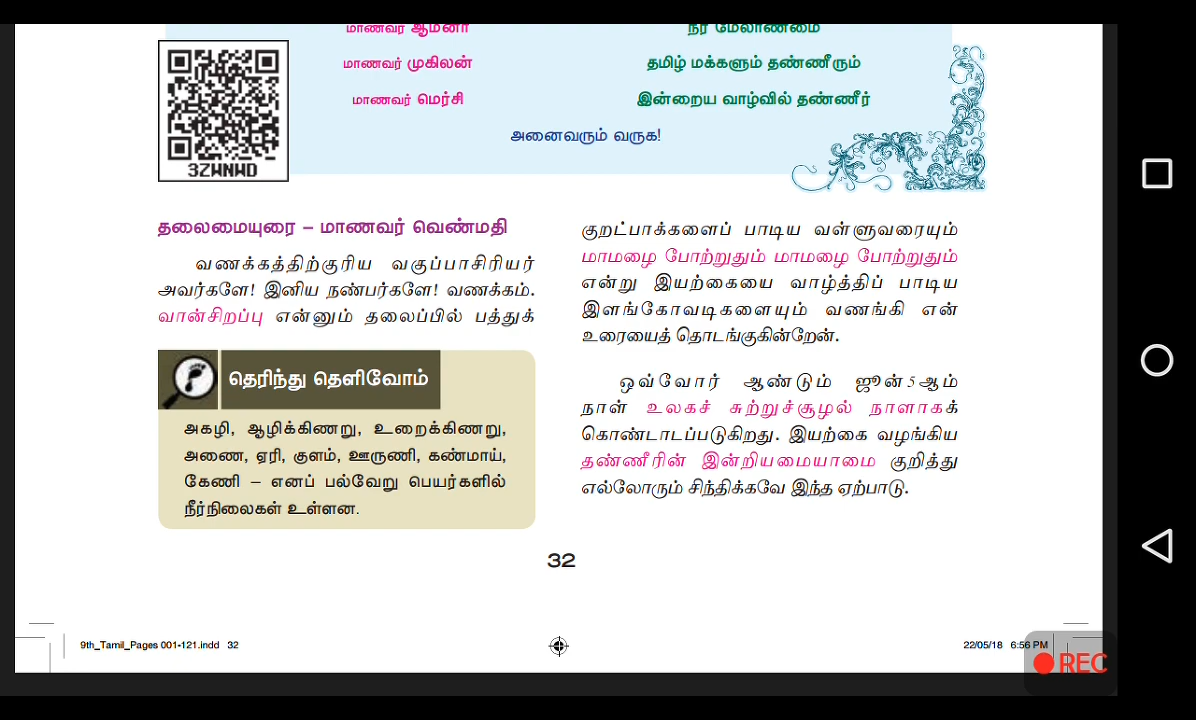 மாணவர் ஆமினா
நீர் மேலாண்மை
மாணவர் முகிலன்
தமிழ் மக்களும் தண்ணீரும்
மாணவர் மெர்சி
இன்றைய வாழ்வில் தண்ணீர்
அனைவரும் வருக!
3ZWNWD
தலைமையுரை – மாணவர் வெண்மதி
வணக்கத்திற்குரிய வகுப்பாசிரியர்
அவர்களே! இனிய நண்பர்களே! வணக்கம்.
வான்சிறப்பு என்னும் தலைப்பில் பத்துக்
தெரிந்து தெளிவோம்
அகழி, ஆழிக்கிணறு, உறைக்கிணறு,
அணை, ஏரி, குளம், ஊருணி, கண்மாய்,
கேணி – எனப் பல்வேறு பெயர்களில்
நீர்நிலைகள் உள்ளன.
குறட்பாக்களைப் பாடிய வள்ளுவரையும்
மாமழை போற்றுதும் மாமழை போற்றுதும்
என்று இயற்கையை வாழ்த்திப் பாடிய
இளங்கோவடிகளையும் வணங்கி என்
உரையைத் தொடங்குகின்றேன்.
ஒவ்வோர் ஆண்டும் ஜூன் 5ஆம்
நாள் உலகச் சுற்றுச்சூழல் நாளாகக்
கொண்டாடப்படுகிறது. இயற்கை வழங்கிய
தண்ணீரின் இன்றியமையாமை குறித்து
எல்லோரும் சிந்திக்கவே இந்த ஏற்பாடு.
32
9th_Tamil_Pages 001-121.indd 32
22/05/18 6:56 PM
REC